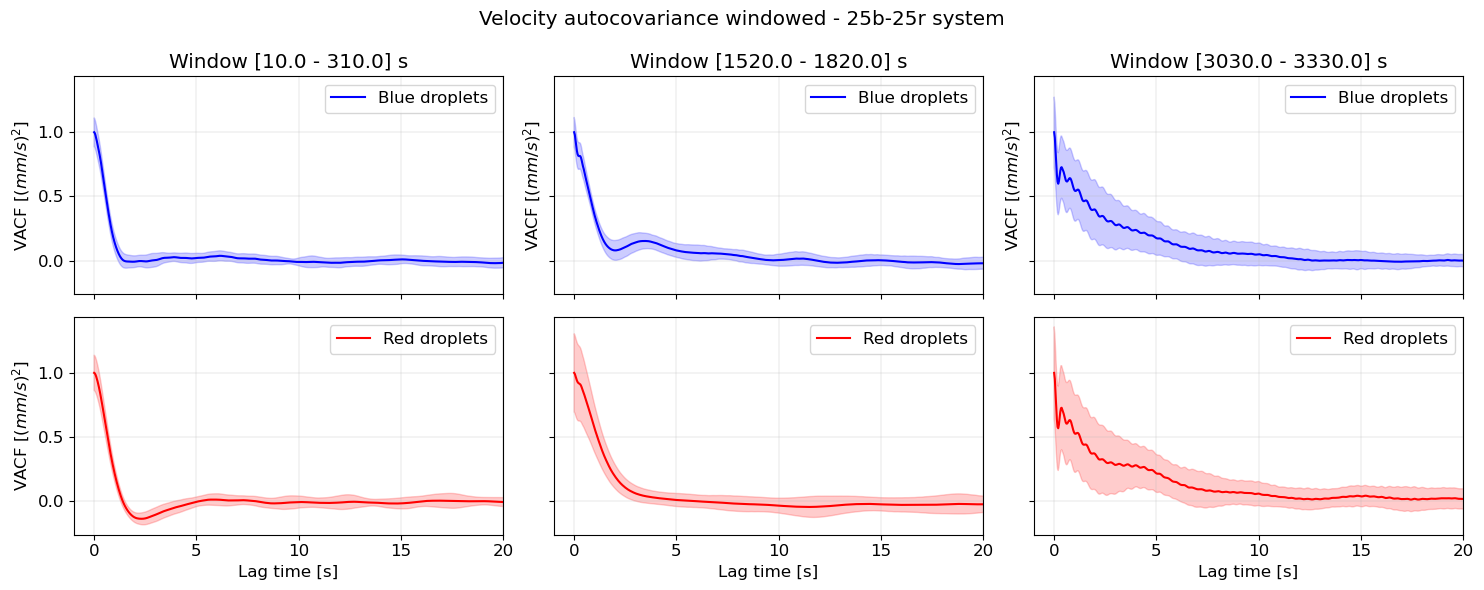 Velocity autocovariance windowed - 25b-25r system
Window [10.0 - 310.0] s
Window [1520.0 - 1820.0] s
Window [3030.0 - 3330.0] s
VACF [(mm/s)²]
1.0
0.5
0.0
Blue droplets
VACF [(mm/s)²]
Blue droplets
VACF [(mm/s)²]
Blue droplets
VACF [(mm/s)²]
1.0
0.5
0.0
Red droplets
Red droplets
Red droplets
0 5 10 15 20
0 5 10 15 20
0 5 10 15 20
Lag time [s]
Lag time [s]
Lag time [s]